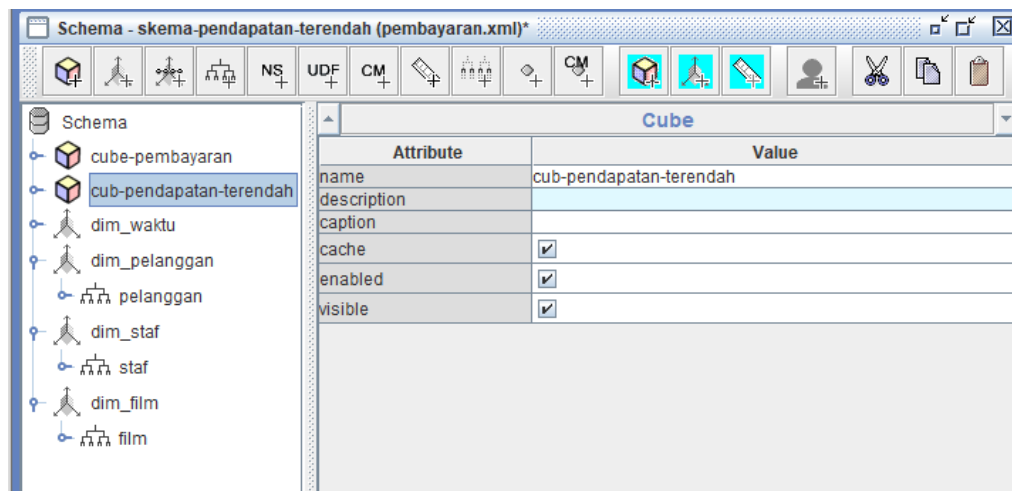 Schema - skema-pendapatan-terendah (pembayaran.xml)*
NS UDF CM CM
Schema
cube-pembayaran
cub-pendapatan-terendah
dim_waktu
dim_pelanggan
pelanggan
dim_staf
staf
dim_film
film
Cube
Attribute Value
name cub-pendapatan-terendah
description
caption
cache
enabled
visible